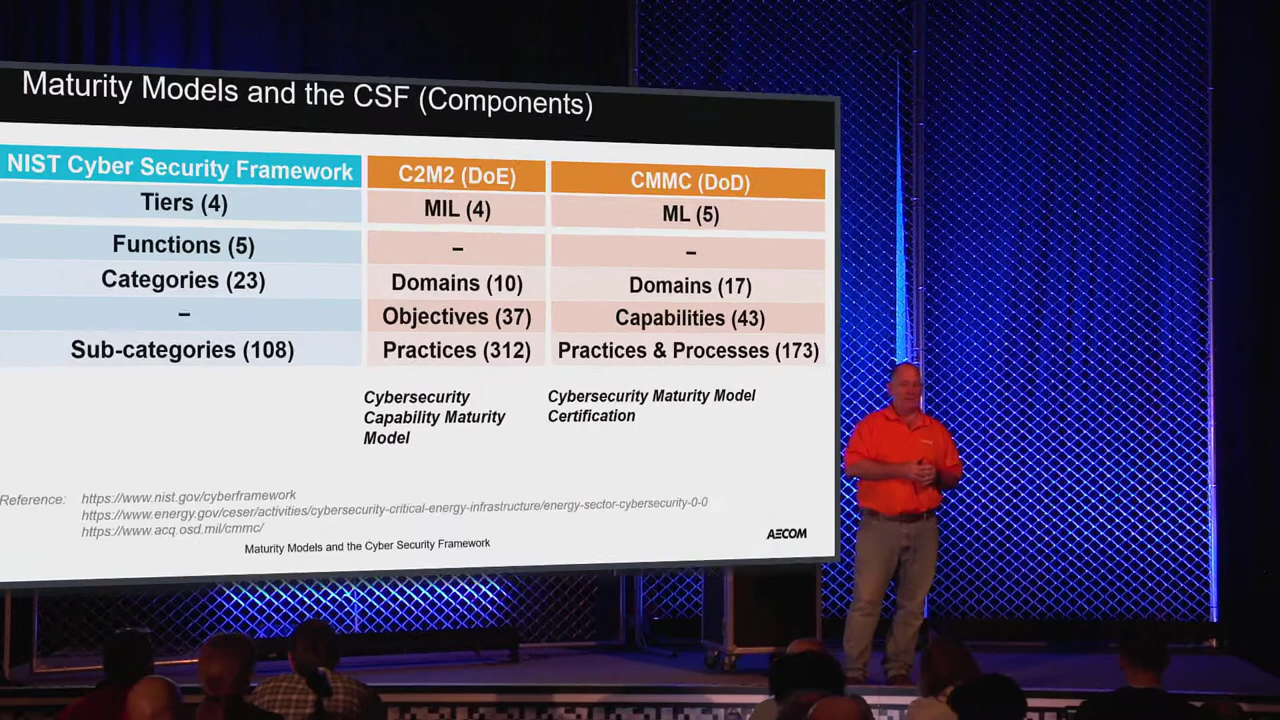 Maturity Models and the CSF (Components)
NIST Cyber Security Framework C2M2 (DoE) CMMC (DoD)
Tiers (4) MIL (4) ML (5)
Functions (5) – –
Categories (23) Domains (10) Domains (17)
– Objectives (37) Capabilities (43)
Sub-categories (108) Practices (312) Practices & Processes (173)
Cybersecurity
Capability Maturity
Model
Cybersecurity Maturity Model
Certification
Reference: https://www.nist.gov/cyberframework
https://www.energy.gov/ceser/activities/cybersecurity-critical-energy-infrastructure/energy-sector-cybersecurity-0-0
https://www.acq.osd.mil/cmmc/
Maturity Models and the Cyber Security Framework
AECOM